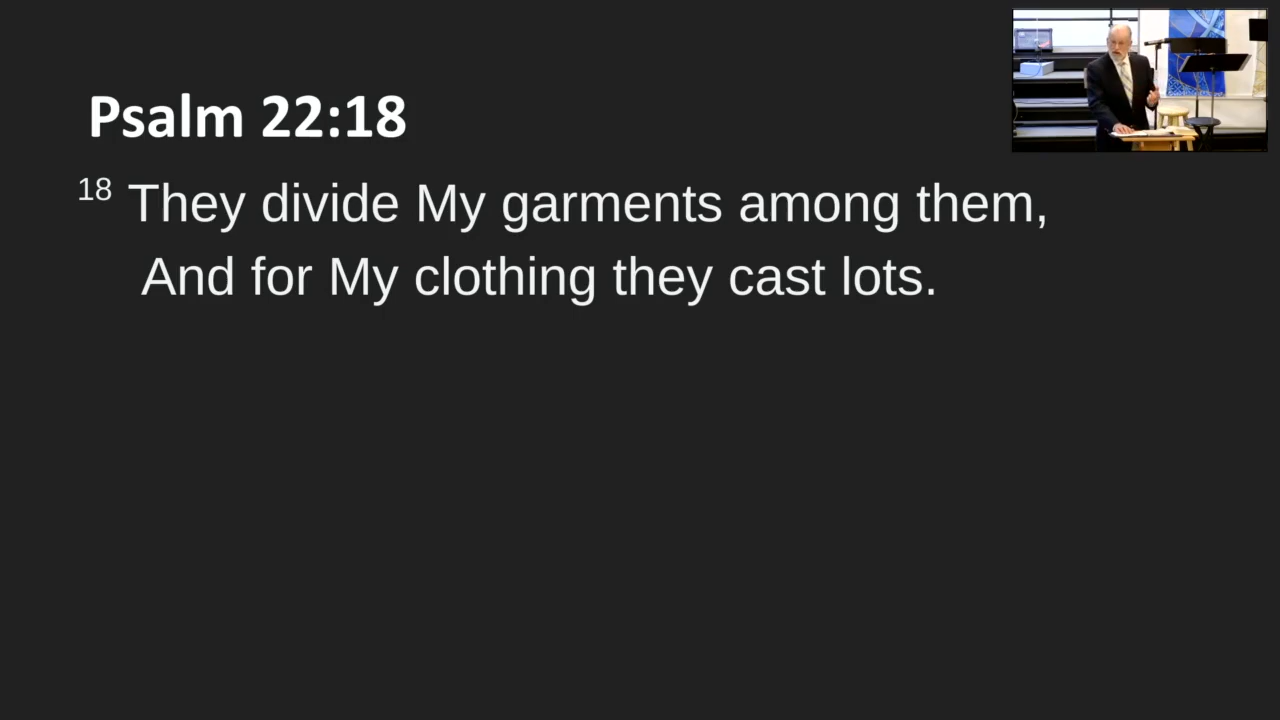 Psalm 22:18
18 They divide My garments among them,
And for My clothing they cast lots.